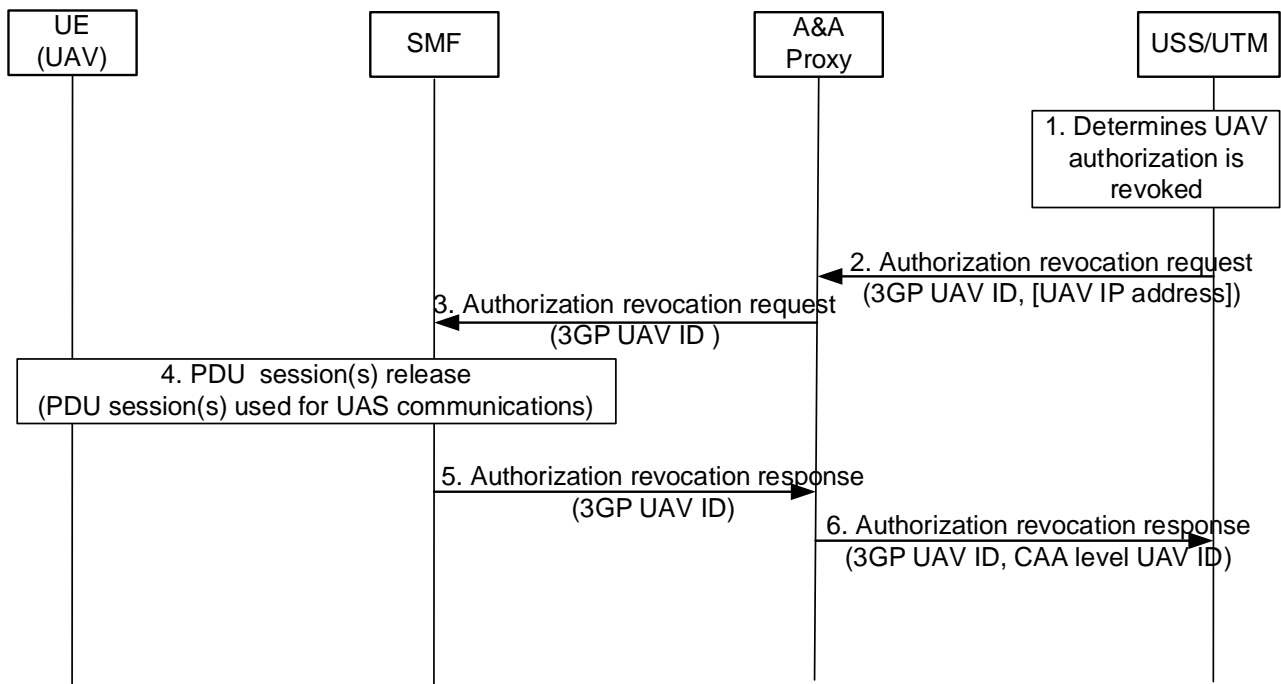 UE
(UAV)
SMF
A&A
Proxy
USS/UTM
1. Determines UAV
authorization is
revoked
2. Authorization revocation request
(3GP UAV ID, [UAV IP address])
3. Authorization revocation request
(3GP UAV ID )
4. PDU  session(s) release
(PDU session(s) used for UAS communications)
5. Authorization revocation response
(3GP UAV ID)
6. Authorization revocation response
(3GP UAV ID, CAA level UAV ID)